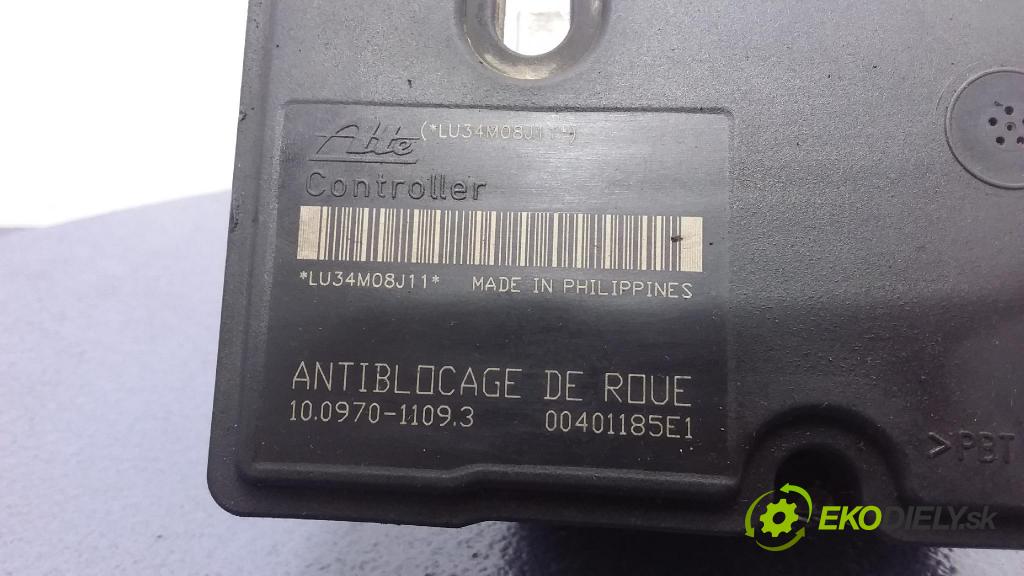 Ate (*LU34M08J11*)
Controller
*LU34M08J11* MADE IN PHILIPPINES
ANTIBLOCAGE DE ROUE
10.0970-1109.3 00401185E1
>PBT
EKODIELY.sk